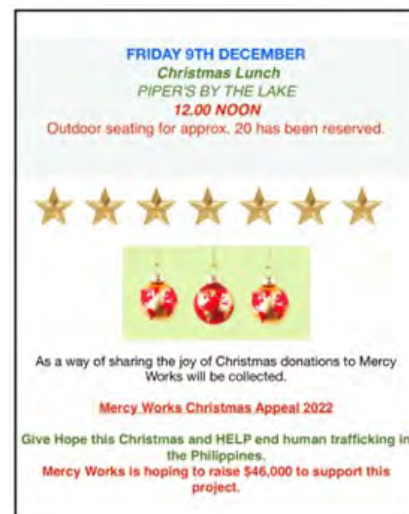 FRIDAY 9TH DECEMBER
Christmas Lunch
PIPER'S BY THE LAKE
12.00 NOON
Outdoor seating for approx. 20 has been reserved.
As a way of sharing the joy of Christmas donations to Mercy
Works will be collected.
Mercy Works Christmas Appeal 2022
Give Hope this Christmas and HELP end human trafficking in
the Philippines.
Mercy Works is hoping to raise $46,000 to support this
project.